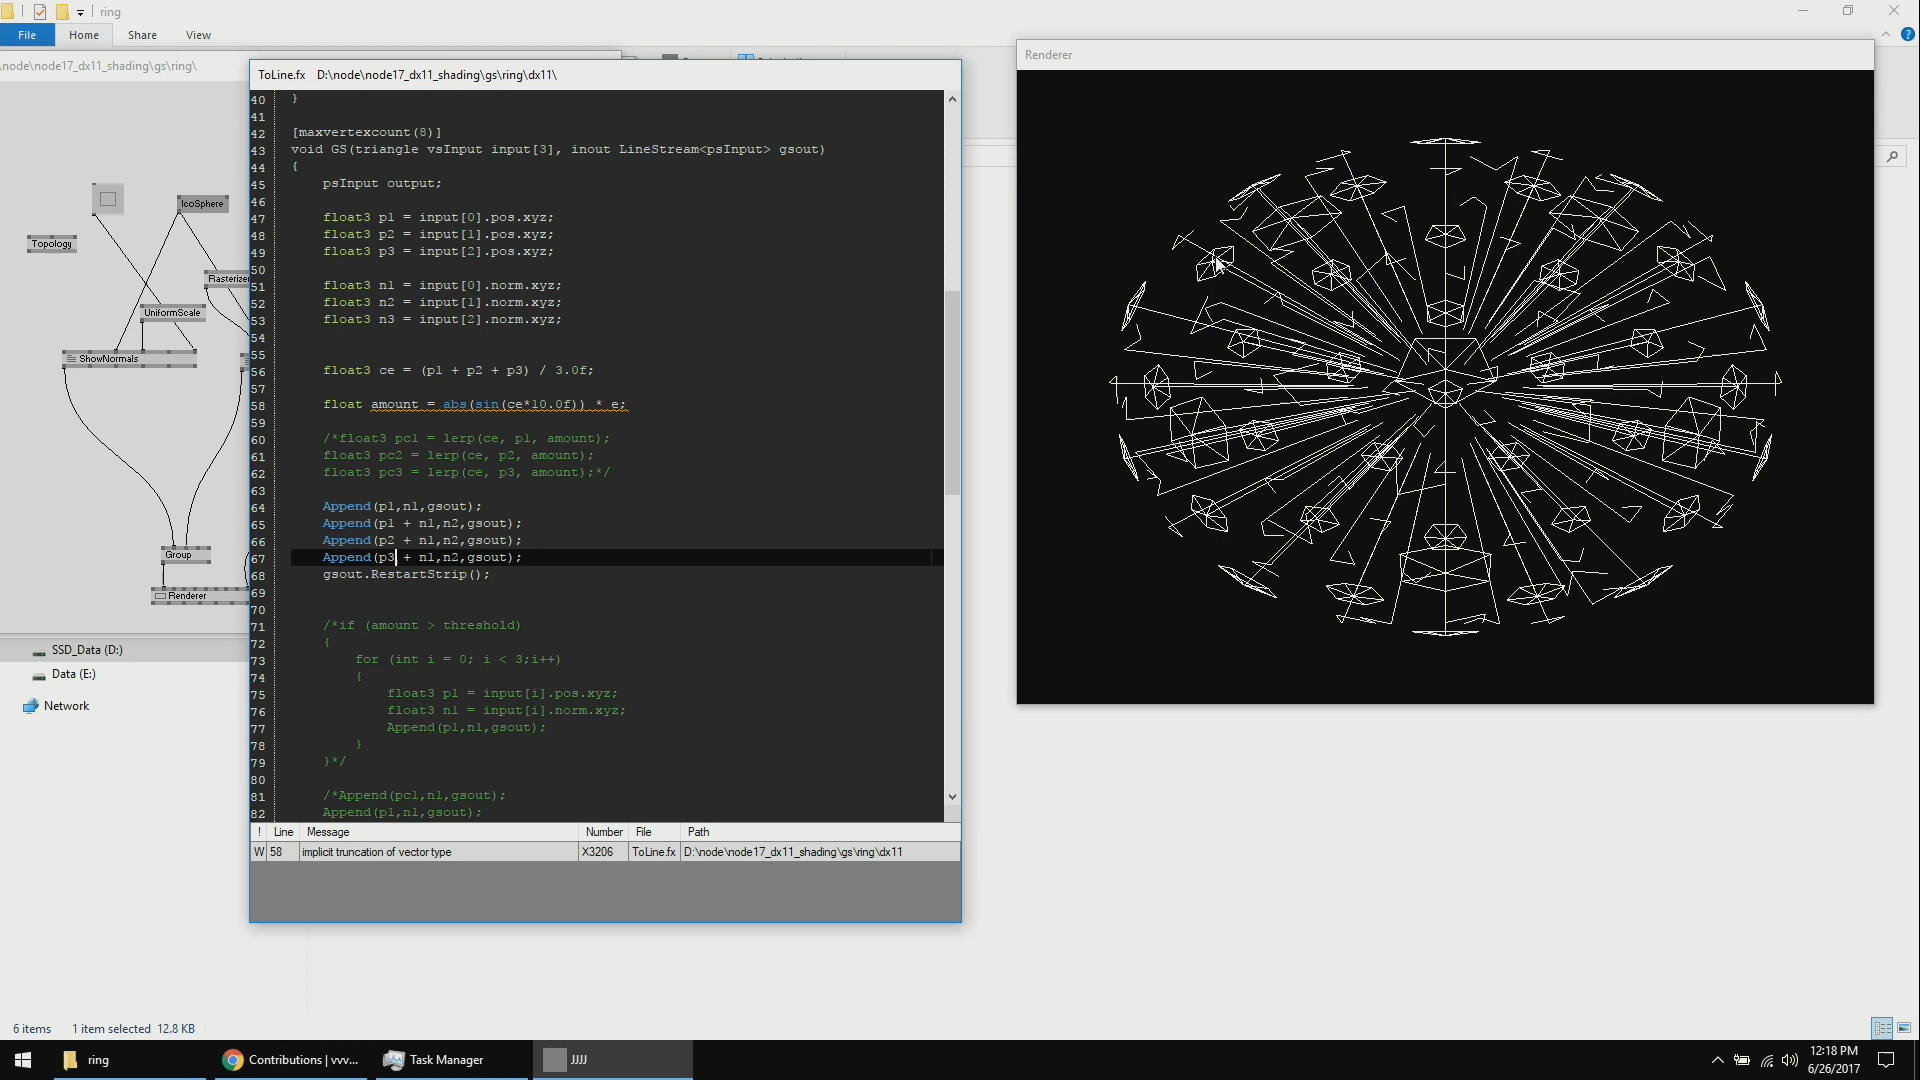 ring
File Home Share View
\node\node17_dx11_shading\gs\ring\
IcoSphere
Topology
Rasterizer
UniformScale
ShowNormals
Group
Renderer
SSD_Data (D:)
Data (E:)
Network
ToLine.fx D:\node\node17_dx11_shading\gs\ring\dx11\
40 }
41
42 [maxvertexcount(8)]
43 void GS(triangle vsInput input[3], inout LineStream<psInput> gsout)
44 {
45 psInput output;
46
47 float3 p1 = input[0].pos.xyz;
48 float3 p2 = input[1].pos.xyz;
49 float3 p3 = input[2].pos.xyz;
50
51 float3 n1 = input[0].norm.xyz;
52 float3 n2 = input[1].norm.xyz;
53 float3 n3 = input[2].norm.xyz;
54
55
56 float3 ce = (p1 + p2 + p3) / 3.0f;
57
58 float amount = abs(sin(ce*10.0f)) * e;
59
60 /*float3 pc1 = lerp(ce, p1, amount);
61 float3 pc2 = lerp(ce, p2, amount);
62 float3 pc3 = lerp(ce, p3, amount);*/
63
64 Append(p1,n1,gsout);
65 Append(p1 + n1,n2,gsout);
66 Append(p2 + n1,n2,gsout);
67 Append(p3 + n1,n2,gsout);
68 gsout.RestartStrip();
69
70
71 /*if (amount > threshold)
72 {
73 for (int i = 0; i < 3;i++)
74 {
75 float3 p1 = input[i].pos.xyz;
76 float3 n1 = input[i].norm.xyz;
77 Append(p1,n1,gsout);
78 }
79 }*/
80
81 /*Append(pc1,n1,gsout);
82 Append(p1,n1,gsout);
! Line Message Number File Path
W 58 implicit truncation of vector type X3206 ToLine.fx D:\node\node17_dx11_shading\gs\ring\dx11
Renderer
6 items 1 item selected 12.8 KB
ring
Contributions | vvv...
Task Manager
JJJJ
12:18 PM
6/26/2017